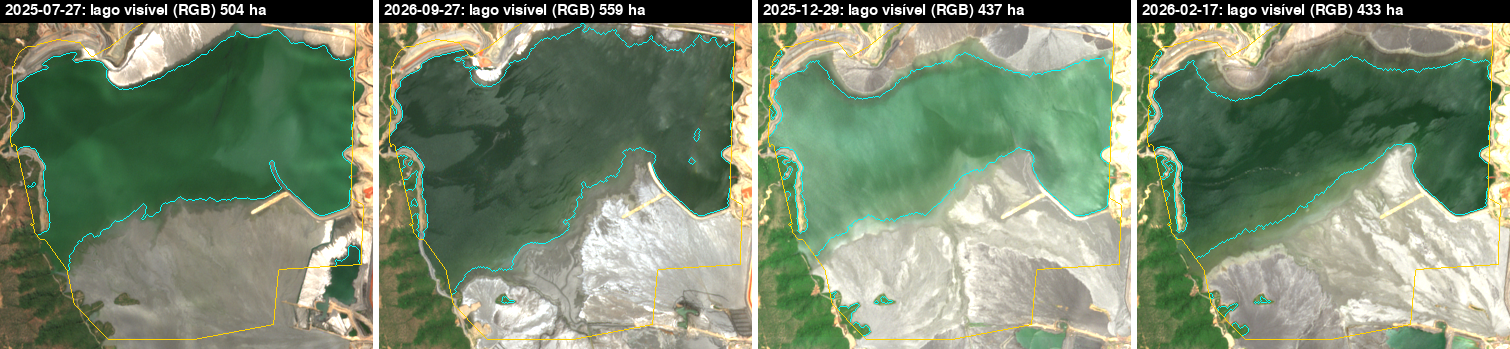 2025-07-27: lago visível (RGB) 504 ha
2026-09-27: lago visível (RGB) 559 ha
2025-12-29: lago visível (RGB) 437 ha
2026-02-17: lago visível (RGB) 433 ha